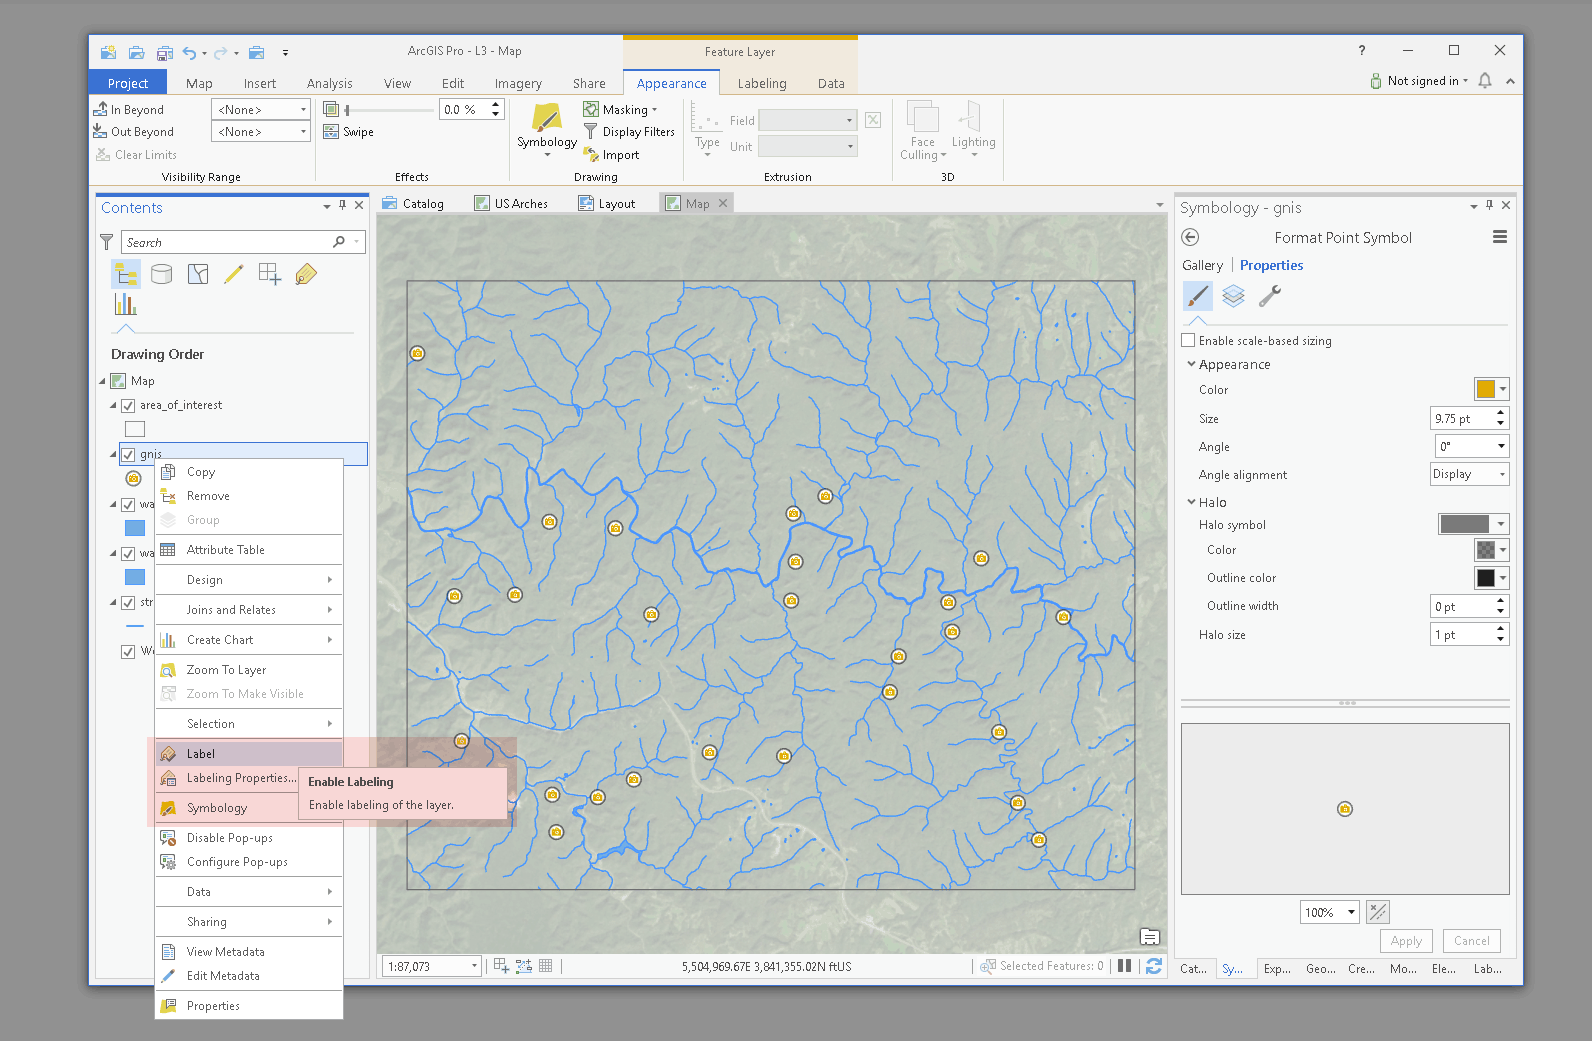 ArcGIS Pro - L3 - Map
Feature Layer
?
Project
Map
Insert
Analysis
View
Edit
Imagery
Share
Appearance
Labeling
Data
Not signed in
In Beyond
<None>
Out Beyond
<None>
Clear Limits
Visibility Range
0.0 %
Swipe
Effects
Symbology
Masking
Display Filters
Import
Drawing
Type
Field
Unit
Extrusion
Face
Culling
Lighting
3D
Contents
Search
Drawing Order
Map
area_of_interest
gnis
wa
wa
str
Copy
Remove
Group
Attribute Table
Design
Joins and Relates
Create Chart
Zoom To Layer
Zoom To Make Visible
Selection
Label
Labeling Properties...
Symbology
Disable Pop-ups
Configure Pop-ups
Data
Sharing
View Metadata
Edit Metadata
Properties
Enable Labeling
Enable labeling of the layer.
Catalog
US Arches
Layout
Map
1:87,073
5,504,969.67E 3,841,355.02N ftUS
Selected Features: 0
Symbology - gnis
Format Point Symbol
Gallery
Properties
Enable scale-based sizing
Appearance
Color
Size
9.75 pt
Angle
0°
Angle alignment
Display
Halo
Halo symbol
Color
Outline color
Outline width
0 pt
Halo size
1 pt
100%
Apply
Cancel
Cat...
Sy...
Exp...
Geo...
Cre...
Mo...
Ele...
Lab...